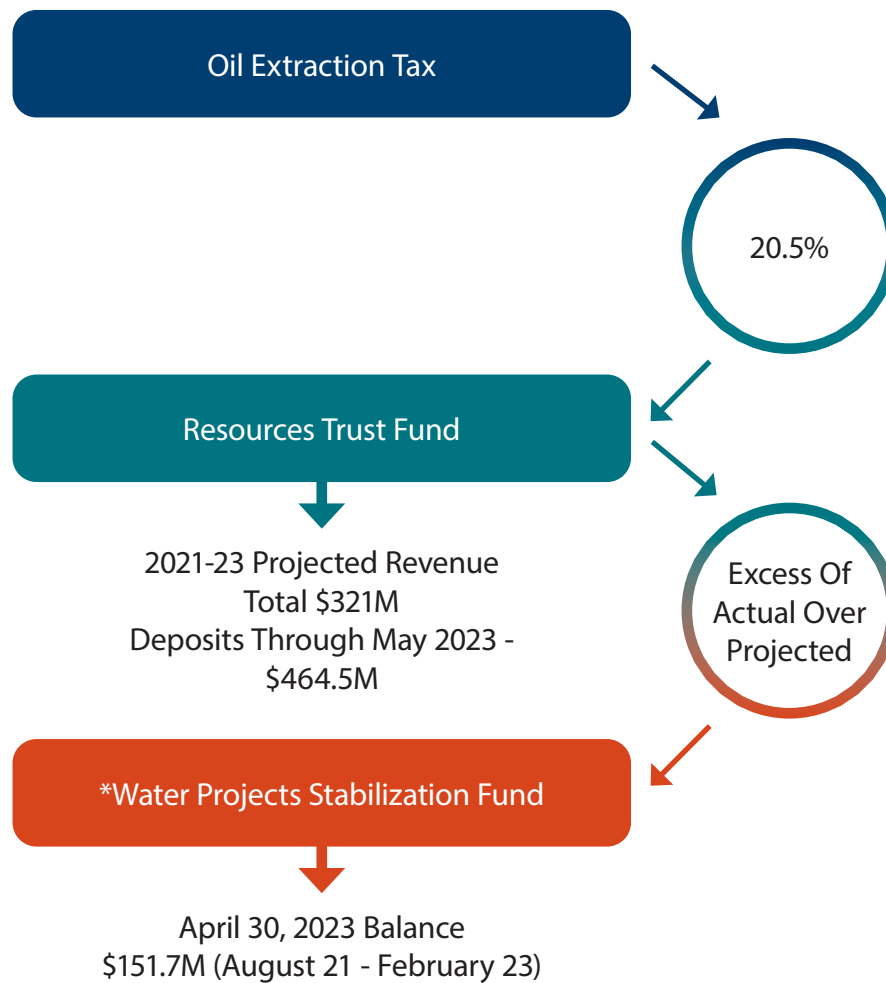 Oil Extraction Tax
20.5%
Resources Trust Fund
2021-23 Projected Revenue
Total $321M
Deposits Through May 2023 -
$464.5M
Excess Of
Actual Over
Projected
*Water Projects Stabilization Fund
April 30, 2023 Balance
$151.7M (August 21 - February 23)